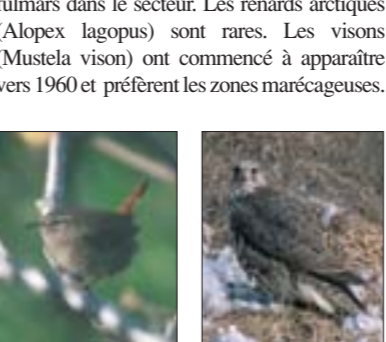 fulmars dans le secteur. Les renards arctiques
(Alopex lagopus) sont rares. Les visons
(Mustela vison) ont commencé à apparaître
vers 1960 et préfèrent les zones marécageuses.